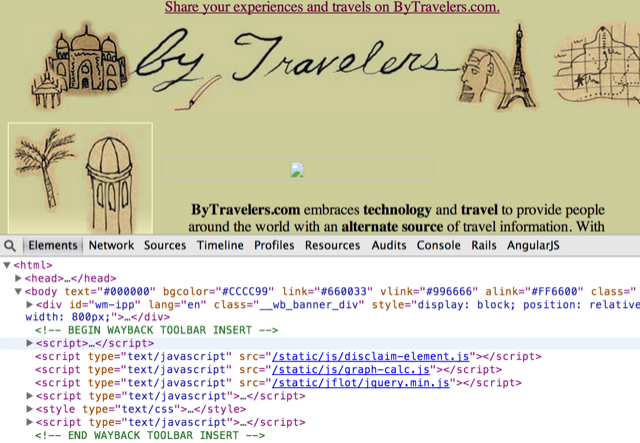 Share your experiences and travels on ByTravelers.com.
by Travelers
ByTravelers.com embraces technology and travel to provide people
around the world with an alternate source of travel information. With
Elements Network Sources Timeline Profiles Resources Audits Console Rails AngularJS
▼<html>
▶<head>…</head>
▼<body text="#000000" bgcolor="#CCCC99" link="#660033" vlink="#996666" alink="#FF6600" class="
▶<div id="wm-ipp" lang="en" class="__wb_banner_div" style="display: block; position: relative
width: 800px;">…</div>
<!-- BEGIN WAYBACK TOOLBAR INSERT -->
▶<script>…</script>
<script type="text/javascript" src="/static/js/disclaim-element.js"></script>
<script type="text/javascript" src="/static/js/graph-calc.js"></script>
<script type="text/javascript" src="/static/jflot/jquery.min.js"></script>
▶<script type="text/javascript">…</script>
▶<style type="text/css">…</style>
▶<script type="text/javascript">…</script>
<!-- END WAYBACK TOOLBAR INSERT -->